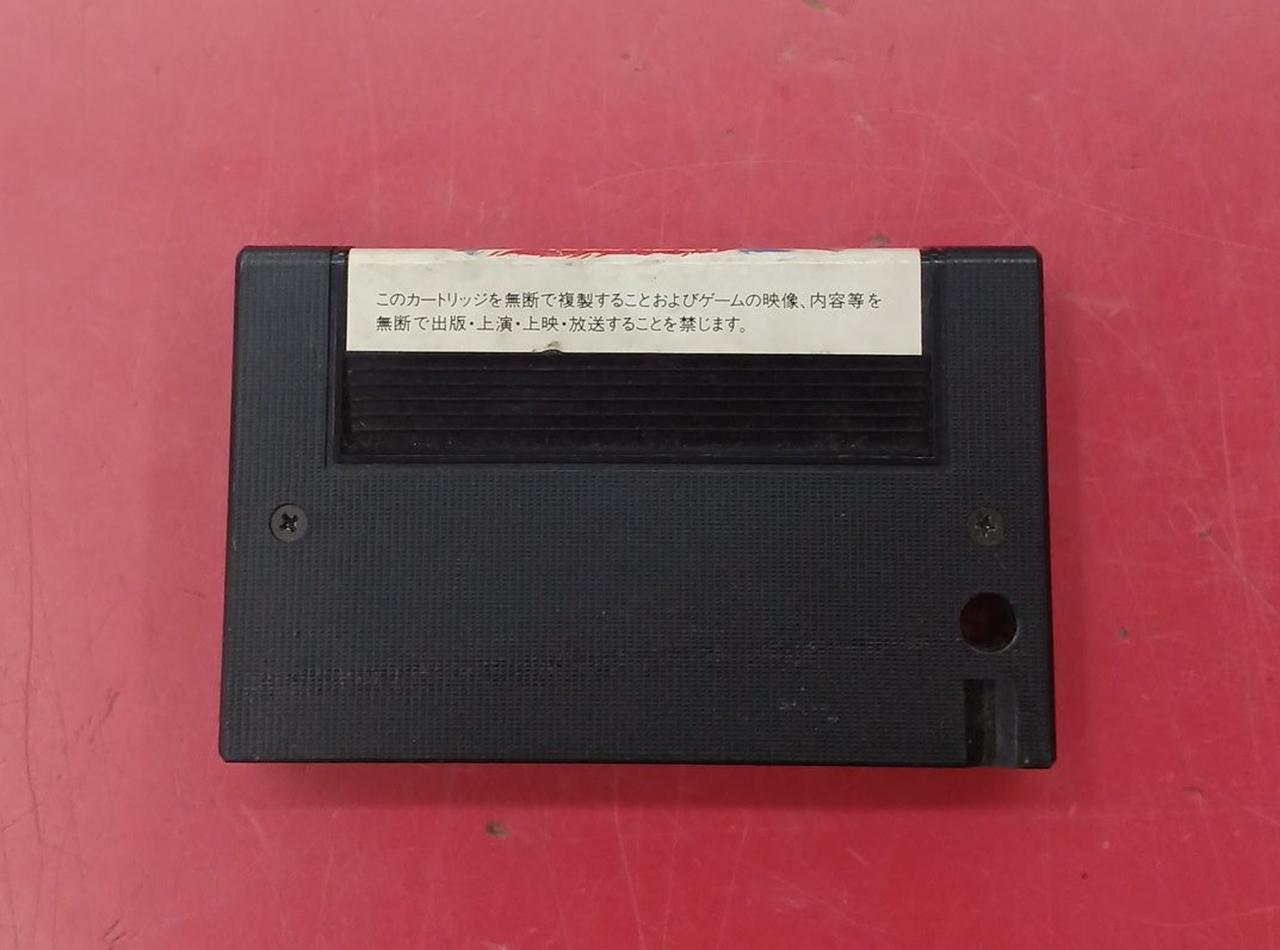 このカートリッジを無断で複製することおよびゲームの映像、内容等を
無断で出版・上演・上映・放送することを禁じます。